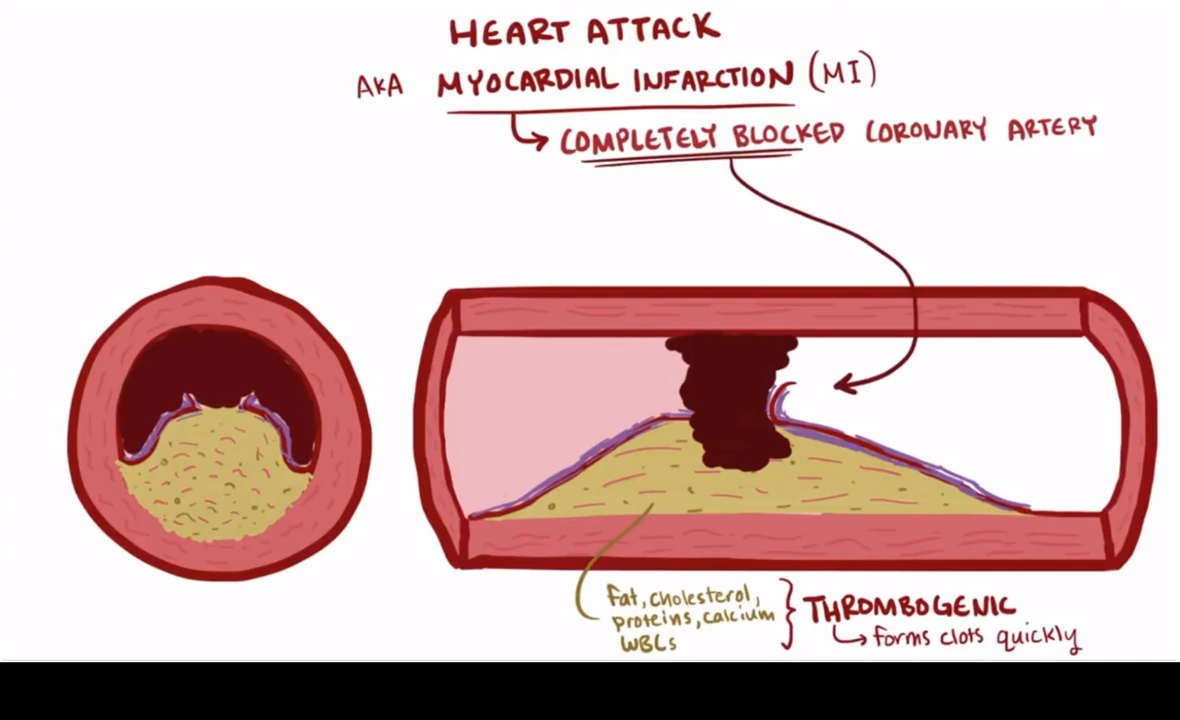 HEART ATTACK
AKA MYOCARDIAL INFARCTION (MI)
COMPLETELY BLOCKED CORONARY ARTERY
fat, cholesterol,
proteins, calcium
WBCs
THROMBOGENIC
forms clots quickly